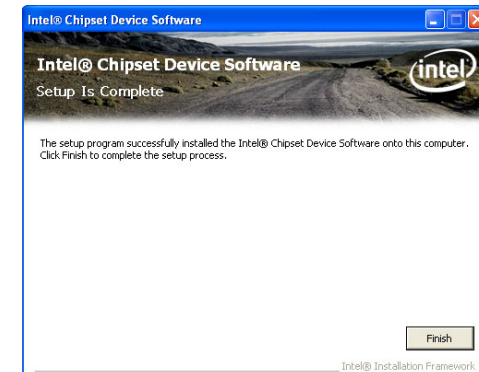 Intel® Chipset Device Software
Intel® Chipset Device Software
intel
Setup Is Complete
The setup program successfully installed the Intel® Chipset Device Software onto this computer.
Click Finish to complete the setup process.
Finish
Intel® Installation Framework